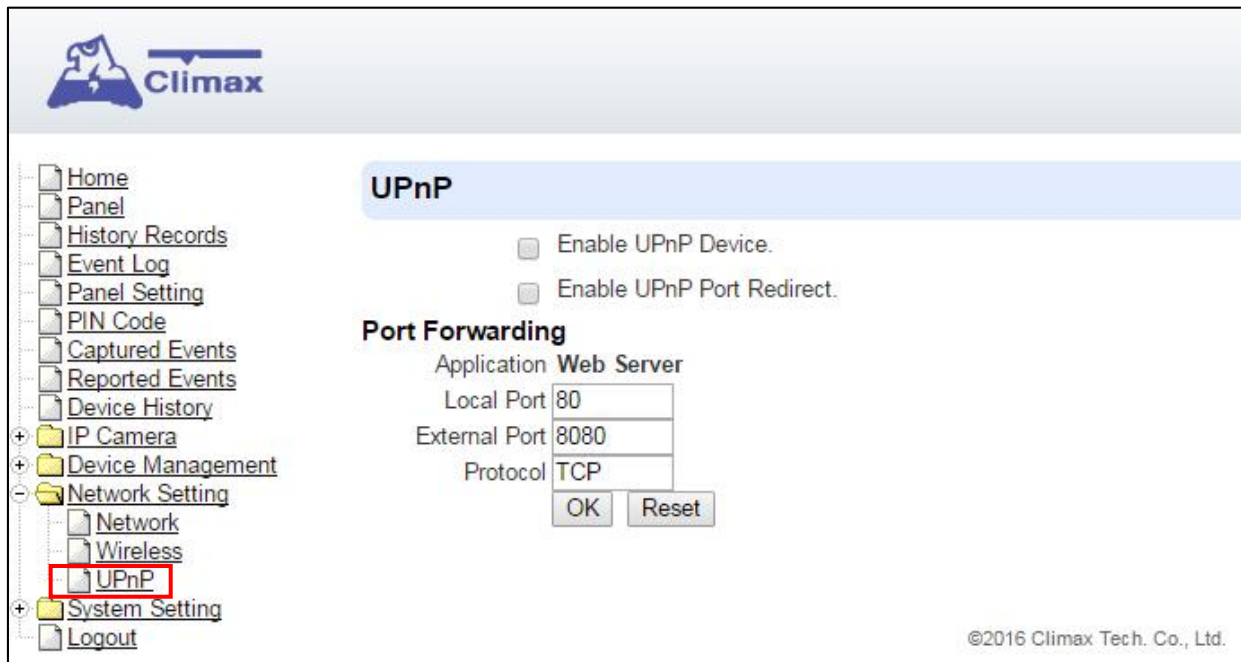 Climax
Home
Panel
History Records
Event Log
Panel Setting
PIN Code
Captured Events
Reported Events
Device History
IP Camera
Device Management
Network Setting
Network
Wireless
UPnP
System Setting
Logout
UPnP
Enable UPnP Device.
Enable UPnP Port Redirect.
Port Forwarding
Application Web Server
Local Port 80
External Port 8080
Protocol TCP
OK Reset
©2016 Climax Tech. Co., Ltd.